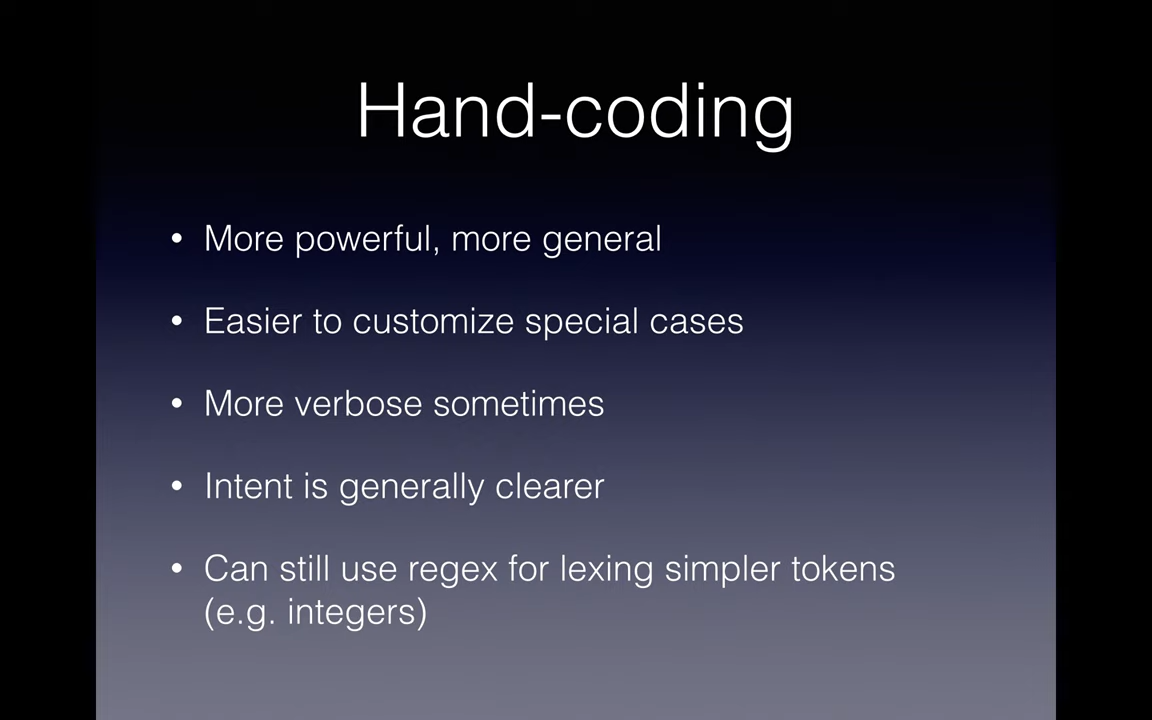 Hand-coding
• More powerful, more general
• Easier to customize special cases
• More verbose sometimes
• Intent is generally clearer
• Can still use regex for lexing simpler tokens
(e.g. integers)